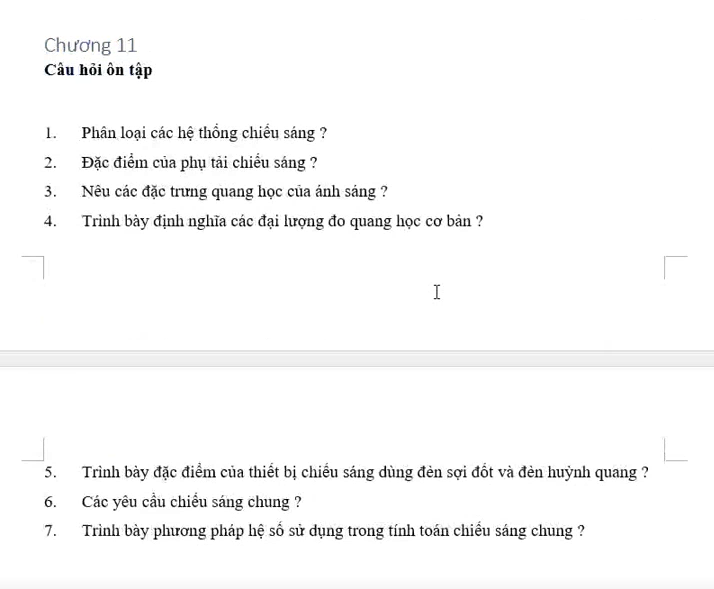 Chương 11
Câu hỏi ôn tập
1. Phân loại các hệ thống chiếu sáng ?
2. Đặc điểm của phụ tải chiếu sáng ?
3. Nêu các đặc trưng quang học của ánh sáng ?
4. Trình bày định nghĩa các đại lượng đo quang học cơ bản ?
5. Trình bày đặc điểm của thiết bị chiếu sáng dùng đèn sợi đốt và đèn huỳnh quang ?
6. Các yêu cầu chiếu sáng chung ?
7. Trình bày phương pháp hệ số sử dụng trong tính toán chiếu sáng chung ?